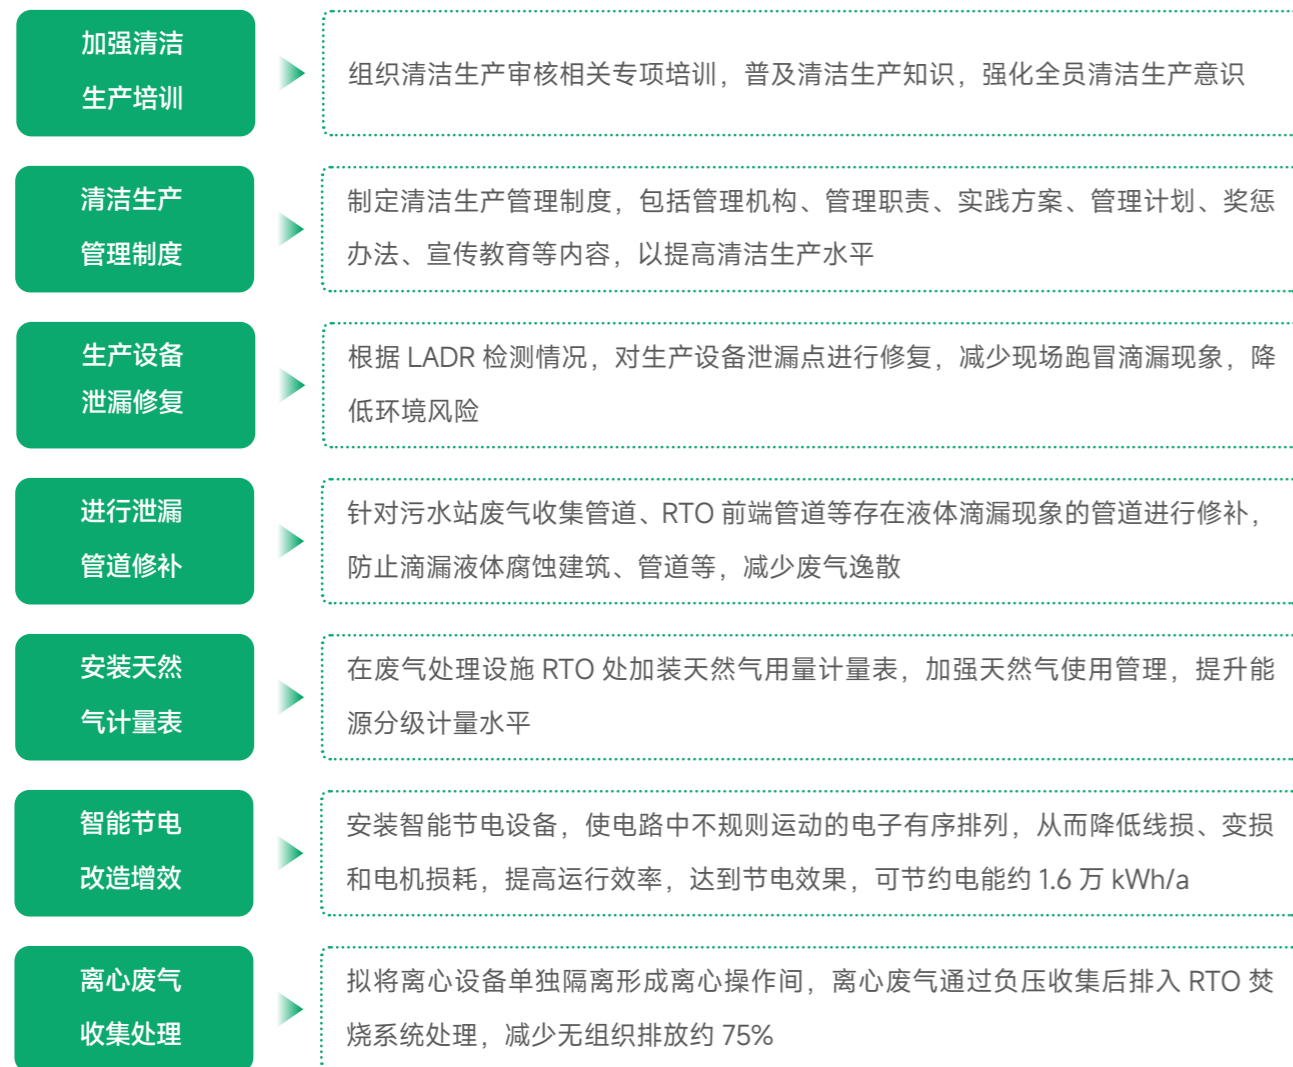 加强清洁
生产培训
组织清洁生产审核相关专项培训，普及清洁生产知识，强化全员清洁生产意识
清洁生产
管理制度
制定清洁生产管理制度，包括管理机构、管理职责、实践方案、管理计划、奖惩
办法、宣传教育等内容，以提高清洁生产水平
生产设备
泄漏修复
根据 LADR 检测情况，对生产设备泄漏点进行修复，减少现场跑冒滴漏现象，降
低环境风险
进行泄漏
管道修补
针对污水站废气收集管道、RTO 前端管道等存在液体滴漏现象的管道进行修补，
防止滴漏液体腐蚀建筑、管道等，减少废气逸散
安装天然
气计量表
在废气处理设施 RTO 处加装天然气用量计量表，加强天然气使用管理，提升能
源分级计量水平
智能节电
改造增效
安装智能节电设备，使电路中不规则运动的电子有序排列，从而降低线损、变损
和电机损耗，提高运行效率，达到节电效果，可节约电能约 1.6 万 kWh/a
离心废气
收集处理
拟将离心设备单独隔离形成离心操作间，离心废气通过负压收集后排入 RTO 焚
烧系统处理，减少无组织排放约 75%